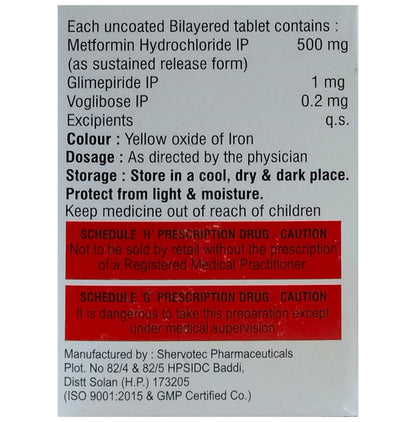 Each uncoated Bilayered tablet contains :
Metformin Hydrochloride IP 500 mg
(as sustained release form)
Glimepiride IP 1 mg
Voglibose IP 0.2 mg
Excipients q.s.
Colour : Yellow oxide of Iron
Dosage : As directed by the physician
Storage : Store in a cool, dry & dark place.
Protect from light & moisture.
Keep medicine out of reach of children
SCHEDULE 'H' PRESCRIPTION DRUG - CAUTION
Not to be sold by retail without the prescription
of a Registered Medical Practitioner.
SCHEDULE 'G' PRESCRIPTION DRUG - CAUTION
It is dangerous to take this preparation except
under medical supervision
Manufactured by : Shervotec Pharmaceuticals
Plot. No 82/4 & 82/5 HPSIDC Baddi,
Distt Solan (H.P.) 173205
(ISO 9001:2015 & GMP Certified Co.)